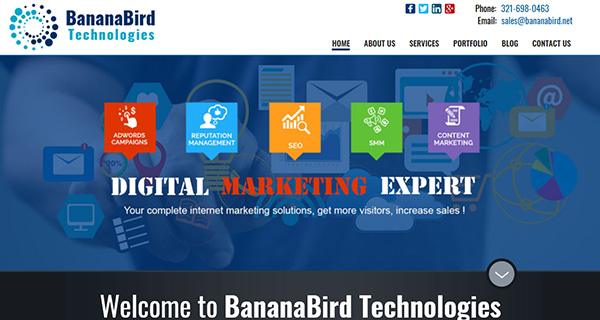 BananaBird
Technologies
Phone: 321-698-0463
Email: sales@bananabird.net
HOME ABOUT US SERVICES PORTFOLIO BLOG CONTACT US
ADWORDS
CAMPAIGNS
REPUTATION
MANAGEMENT
SEO
SMM
CONTENT
MARKETING
DIGITAL MARKETING EXPERT
Your complete internet marketing solutions, get more visitors, increase sales !
Welcome to BananaBird Technologies